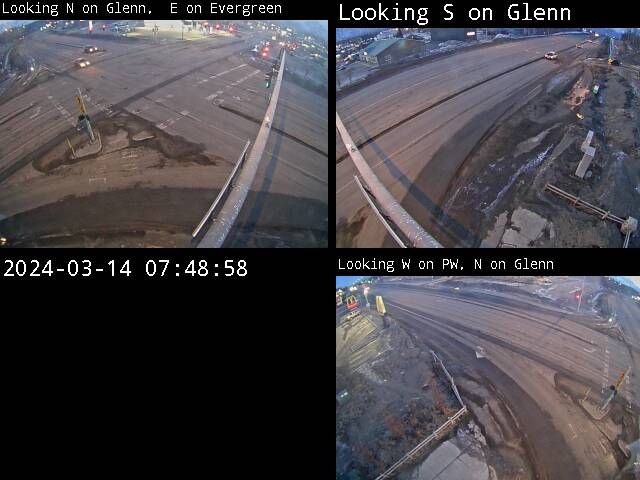 Looking N on Glenn,  E on Evergreen
Looking S on Glenn
2024-03-14 07:48:58
Looking W on PW, N on Glenn